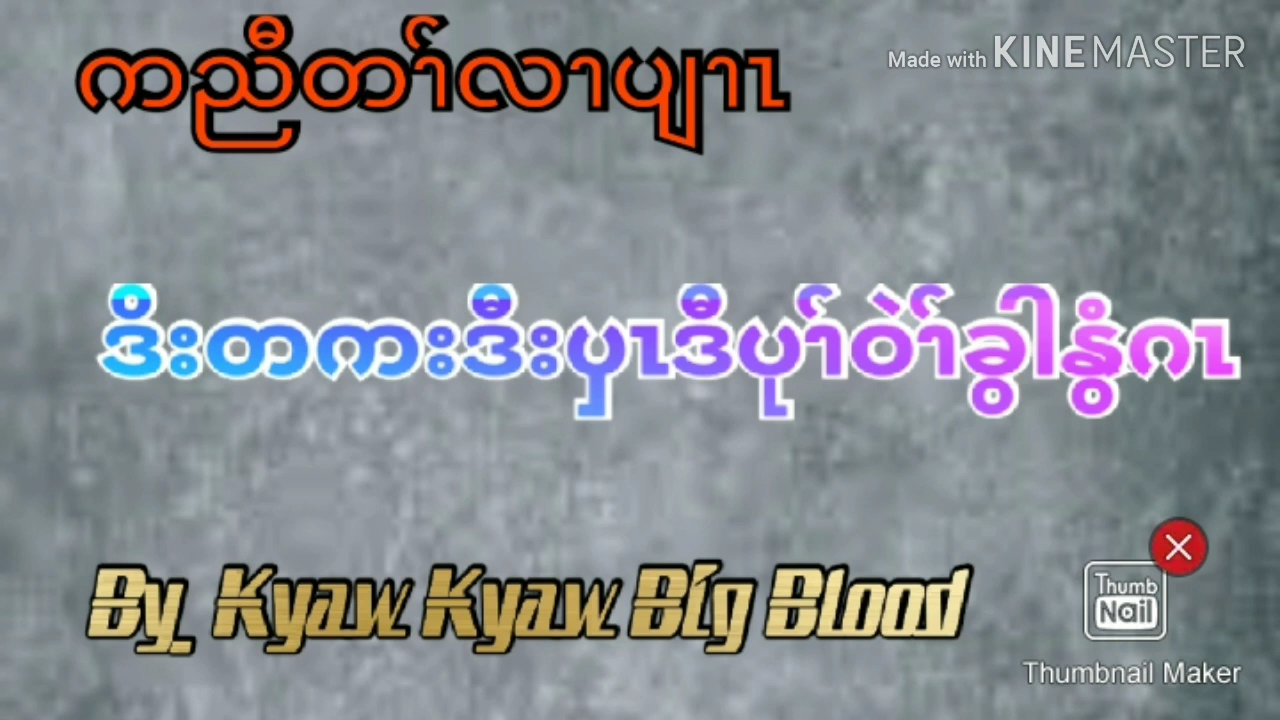 Made with KINEMASTER
ကညီတၢ်လၢပျၢၤ
ဒိးတကးဒီးပှၤဒီပုၢ်ဝဲၢ်ခွါနွံဂၤ
By Kyaw Kyaw Big Blood
Thumb
Nail
Thumbnail Maker